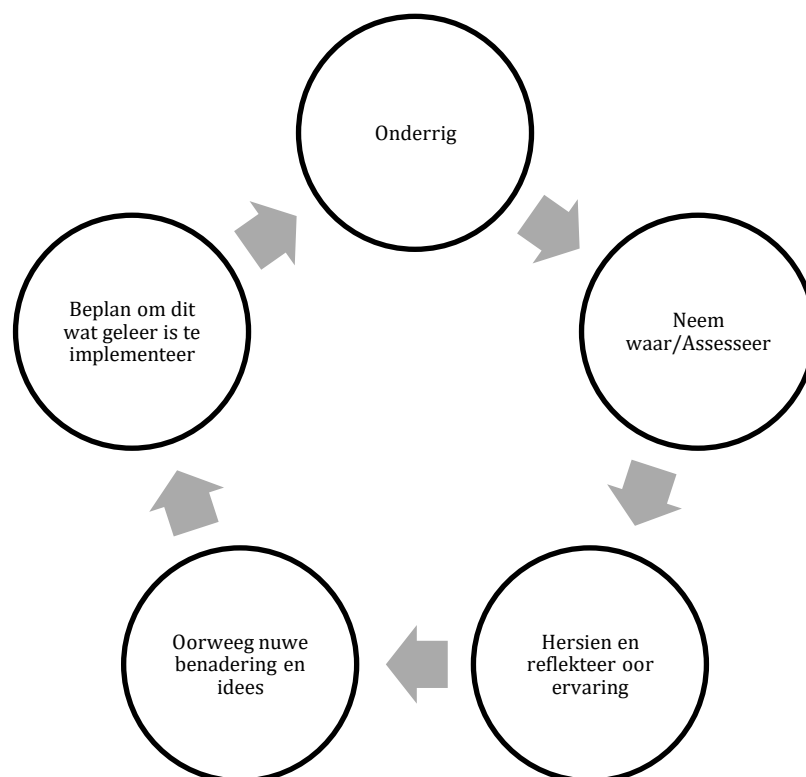 Onderrig
Neem
waar/Assesseer
Hersien en
reflekteer oor
ervaring
Oorweeg nuwe
benadering en
idees
Beplan om dit
wat geleer is te
implementeer